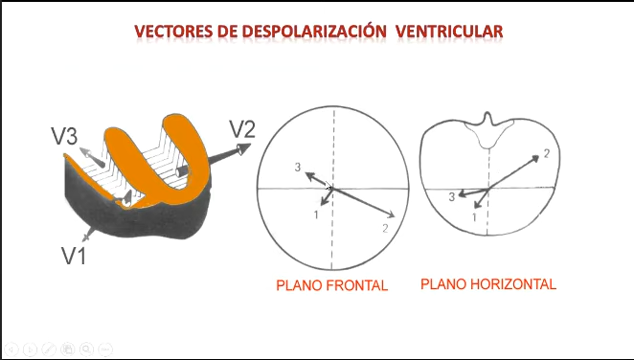 VECTORES DE DESPOLARIZACIÓN VENTRICULAR
V3
V2
V1
3
1
2
PLANO FRONTAL
2
3
1
PLANO HORIZONTAL